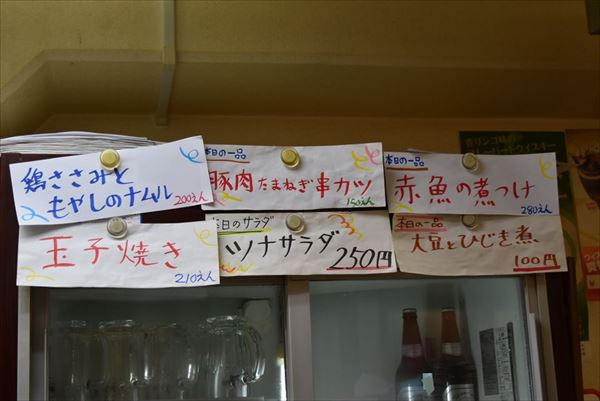 鶏ささみと
もやしのナムル
200えん
本日の一品
豚肉たまねぎ串カツ
150えん
本日の一品
赤魚の煮つけ
280えん
玉子焼き
210えん
本日のサラダ
ツナサラダ
250円
本日の一品
大豆とひじき煮
100円